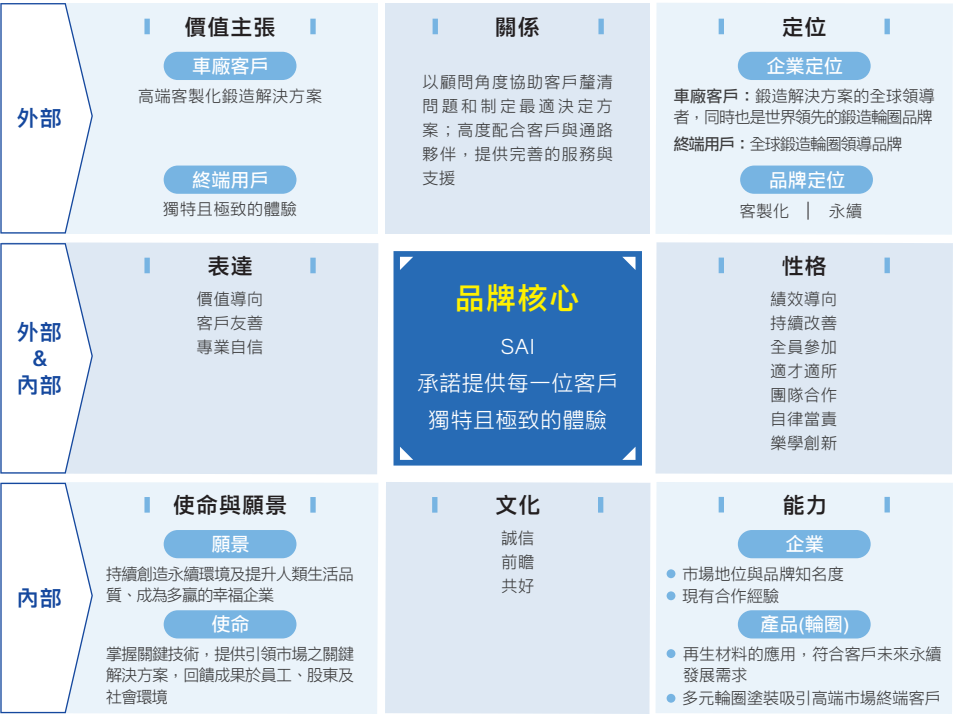 外部
價值主張
車廠客戶
高端客製化鍛造解決方案
終端用戶
獨特且極致的體驗
關係
以顧問角度協助客戶釐清
問題和制定最適決定方
案；高度配合客戶與通路
夥伴，提供完善的服務與
支援
定位
企業定位
車廠客戶：鍛造解決方案的全球領導
者，同時也是世界領先的鍛造輪圈品牌
終端用戶：全球鍛造輪圈領導品牌
品牌定位
客製化 | 永續
外部
&
內部
表達
價值導向
客戶友善
專業自信
品牌核心
SAI
承諾提供每一位客戶
獨特且極致的體驗
性格
績效導向
持續改善
全員參加
適才適所
團隊合作
自律當責
樂學創新
內部
使命與願景
願景
持續創造永續環境及提升人類生活品
質、成為多贏的幸福企業
使命
掌握關鍵技術，提供引領市場之關鍵
解決方案，回饋成果於員工、股東及
社會環境
文化
誠信
前瞻
共好
能力
企業
● 市場地位與品牌知名度
● 現有合作經驗
產品(輪圈)
● 再生材料的應用，符合客戶未來永續
發展需求
● 多元輪圈塗裝吸引高端市場終端客戶